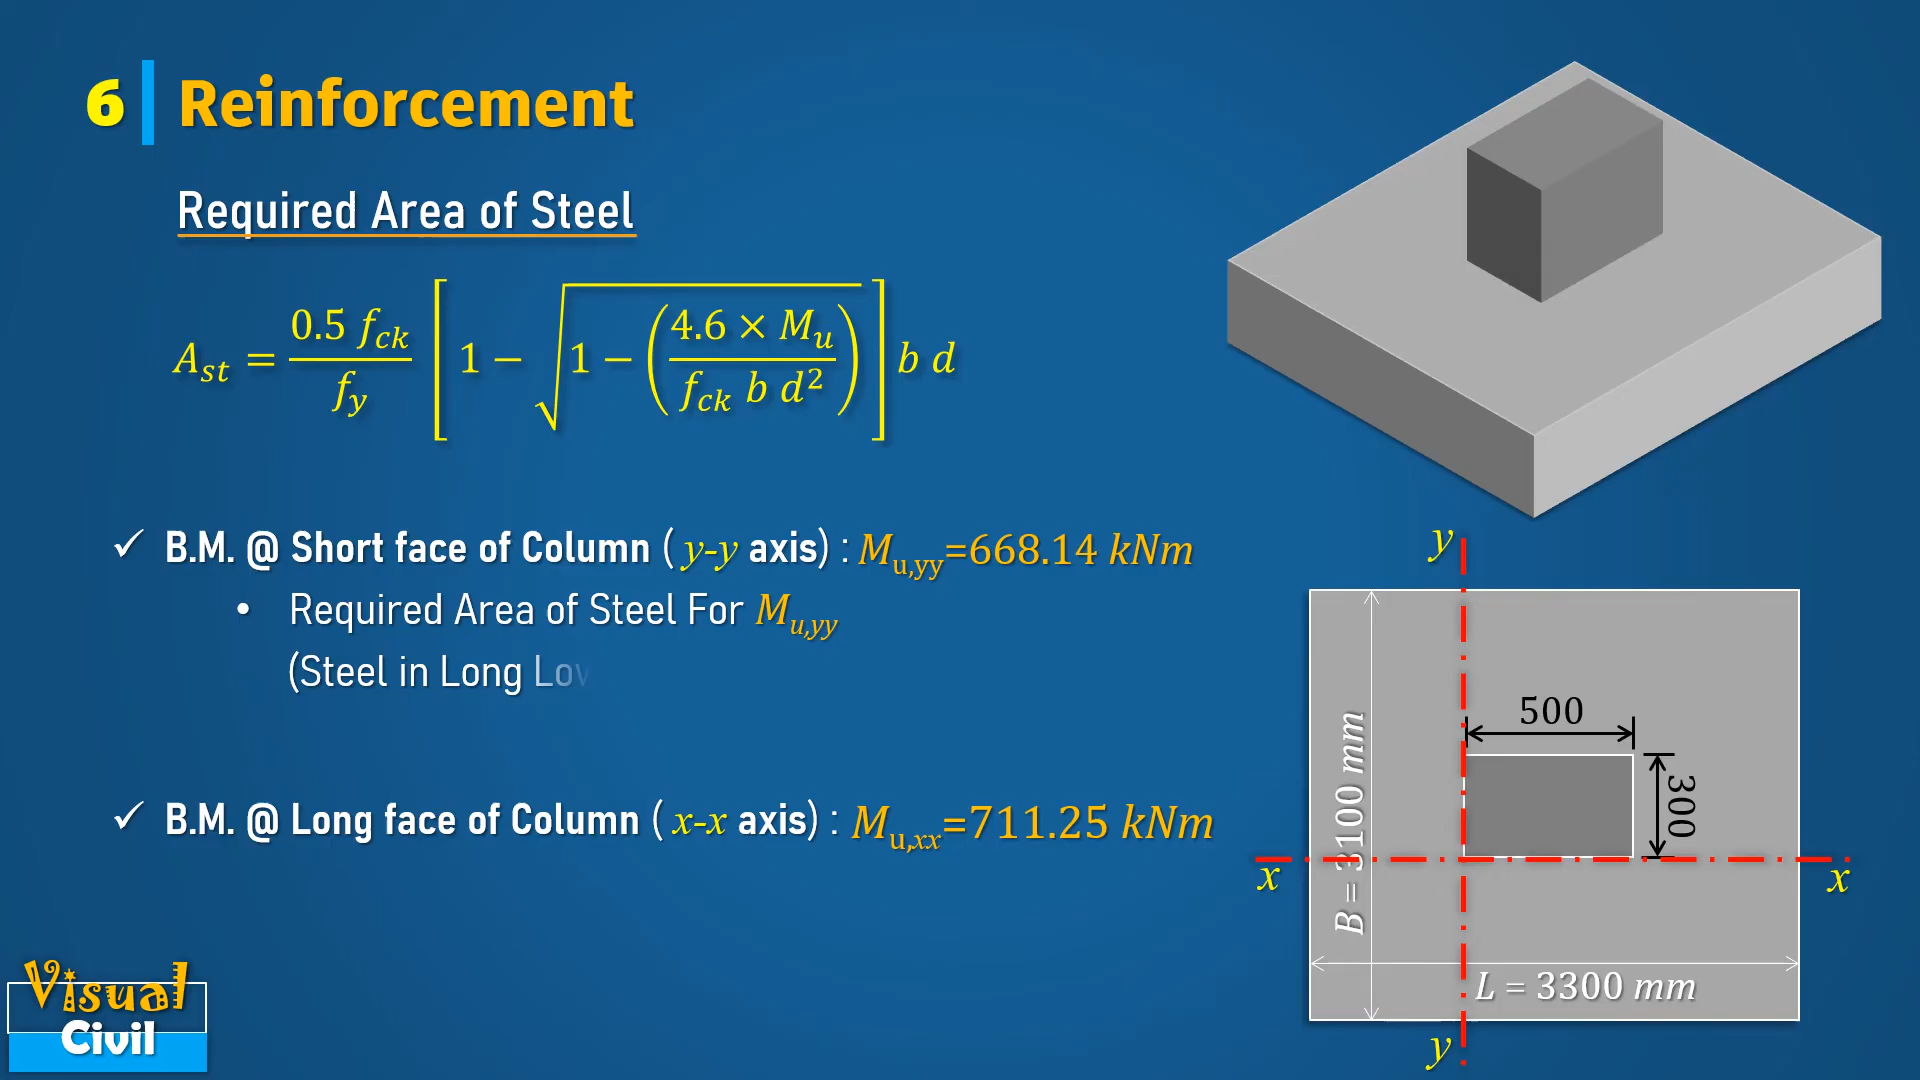 6 Reinforcement
Required Area of Steel
A_st = 0.5 f_ck / f_y [ 1 − √( 1 − ( 4.6 × M_u / f_ck b d² ) ) ] b d
✓ B.M. @ Short face of Column ( y-y axis) : M_u,yy=668.14 kNm
• Required Area of Steel For M_u,yy
(Steel in Long
✓ B.M. @ Long face of Column ( x-x axis) : M_u,xx=711.25 kNm
y
500
300
B = 3100 mm
x
x
L = 3300 mm
y
Visual
Civil